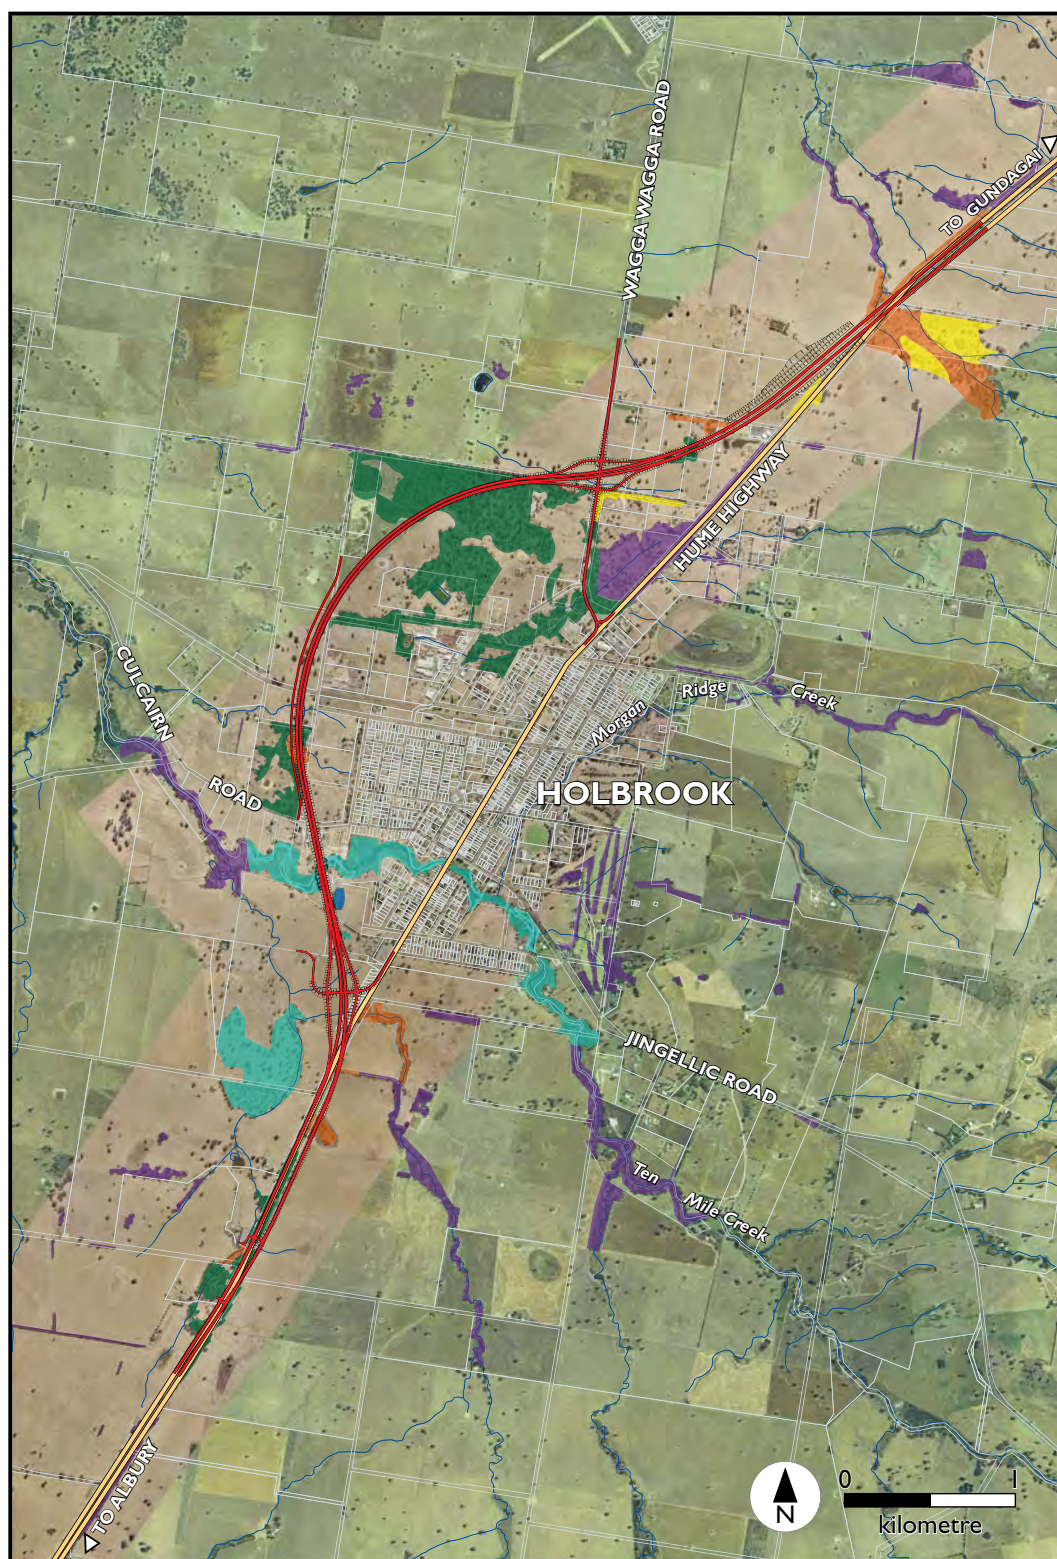 WAGGA WAGGA ROAD
TO GUNDAGAI
HUME HIGHWAY
CULCAIRN
ROAD
Morgan
Ridge
Creek
HOLBROOK
JINGELLIC ROAD
Ten
Mile Creek
TO ALBURY
N
0
1
kilometre